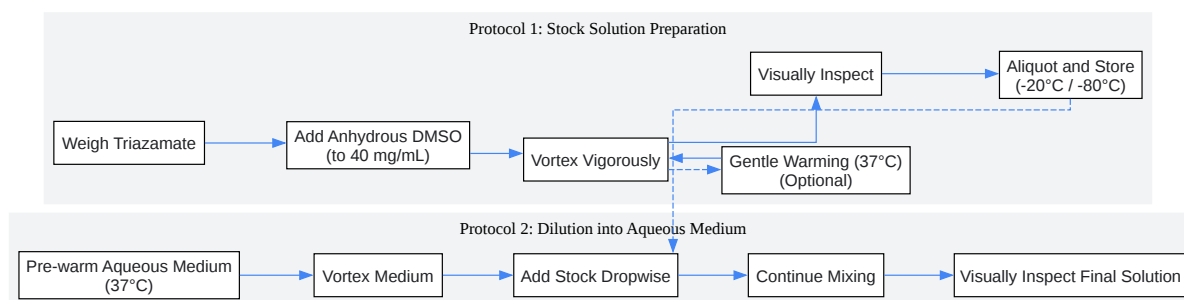 Protocol 1: Stock Solution Preparation
Visually Inspect
Aliquot and Store
(-20°C / -80°C)
Weigh Triazamate
Add Anhydrous DMSO
(to 40 mg/mL)
Vortex Vigorously
Gentle Warming (37°C)
(Optional)
Protocol 2: Dilution into Aqueous Medium
Pre-warm Aqueous Medium
(37°C)
Vortex Medium
Add Stock Dropwise
Continue Mixing
Visually Inspect Final Solution